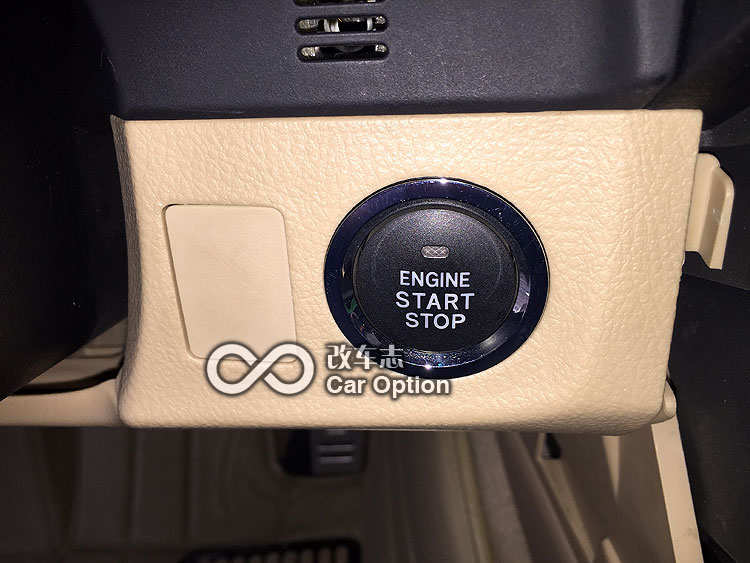 ENGINE
START
STOP
改车志
Car Option